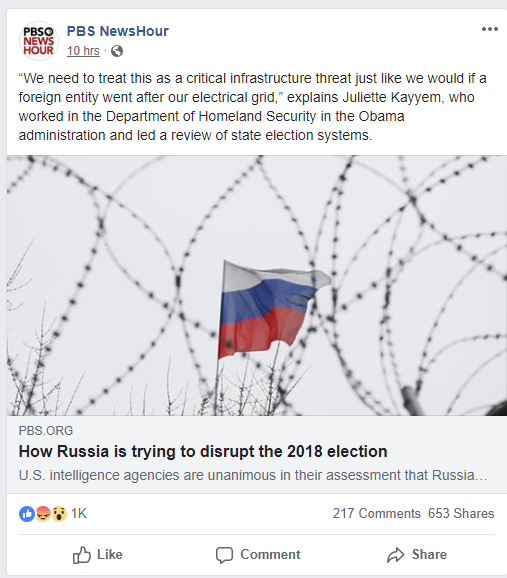 PBS
NEWS
HOUR
PBS NewsHour
10 hrs ·
“We need to treat this as a critical infrastructure threat just like we would if a
foreign entity went after our electrical grid,” explains Juliette Kayyem, who
worked in the Department of Homeland Security in the Obama
administration and led a review of state election systems.
PBS.ORG
How Russia is trying to disrupt the 2018 election
U.S. intelligence agencies are unanimous in their assessment that Russia…
1K 217 Comments 653 Shares
Like Comment Share